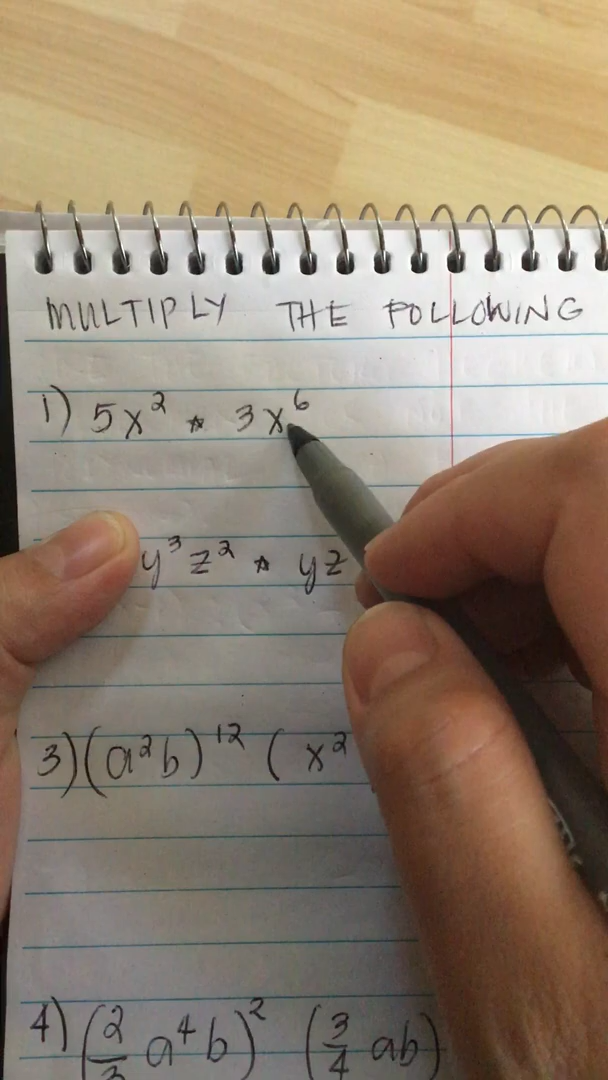 MULTIPLY THE FOLLOWING
1) 5x² * 3x⁶
y³z² * yz
3) (a²b)¹² ( x²
4) (2/3 a⁴b)² (3/4 ab)